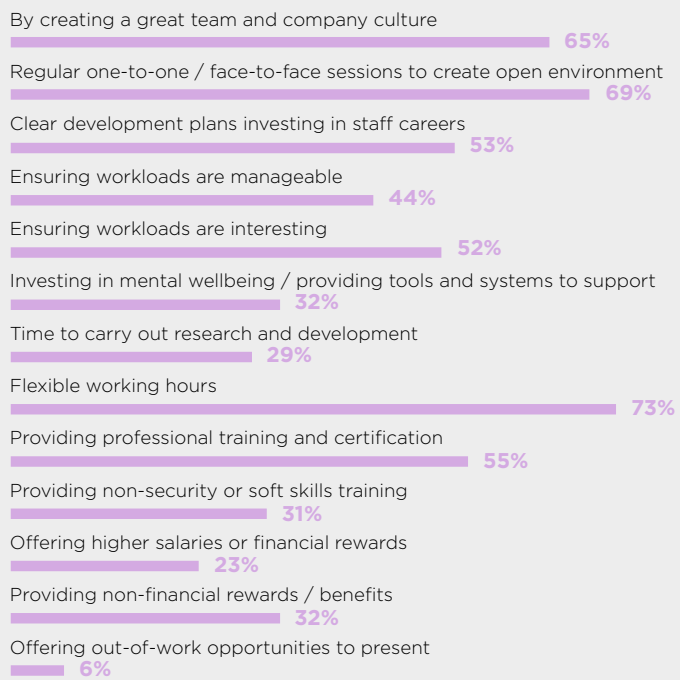 By creating a great team and company culture
65%
Regular one-to-one / face-to-face sessions to create open environment
69%
Clear development plans investing in staff careers
53%
Ensuring workloads are manageable
44%
Ensuring workloads are interesting
52%
Investing in mental wellbeing / providing tools and systems to support
32%
Time to carry out research and development
29%
Flexible working hours
73%
Providing professional training and certification
55%
Providing non-security or soft skills training
31%
Offering higher salaries or financial rewards
23%
Providing non-financial rewards / benefits
32%
Offering out-of-work opportunities to present
6%